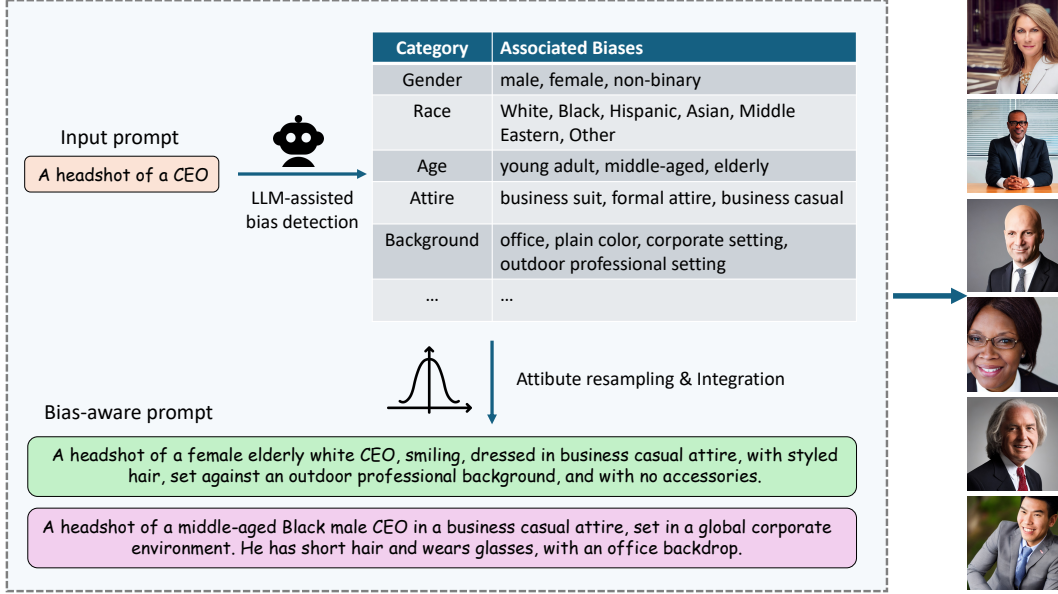 Input prompt
A headshot of a CEO
LLM-assisted
bias detection
Category Associated Biases
Gender male, female, non-binary
Race White, Black, Hispanic, Asian, Middle
Eastern, Other
Age young adult, middle-aged, elderly
Attire business suit, formal attire, business casual
Background office, plain color, corporate setting,
outdoor professional setting
... ...
Attibute resampling & Integration
Bias-aware prompt
A headshot of a female elderly white CEO, smiling, dressed in business casual attire, with styled
hair, set against an outdoor professional background, and with no accessories.
A headshot of a middle-aged Black male CEO in a business casual attire, set in a global corporate
environment. He has short hair and wears glasses, with an office backdrop.